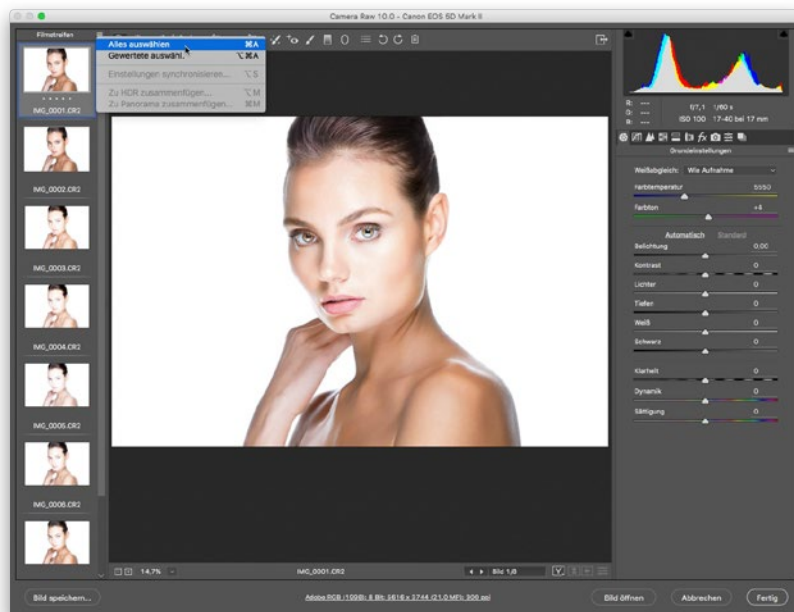 Camera Raw 10.0 - Canon EOS 5D Mark II
Filmstreifen
Alles auswählen ⌘A
Gewertete auswähl. ⌥⌘A
Einstellungen synchronisieren... ⌥S
Zu HDR zusammenfügen... ⌥M
Zu Panorama zusammenfügen... ⌘M
IMG_0001.CR2
IMG_0002.CR2
IMG_0003.CR2
IMG_0004.CR2
IMG_0005.CR2
IMG_0006.CR2
R: ---
G: ---
B: ---
f/7,1 1/60 s
ISO 100 17-40 bei 17 mm
Grundeinstellungen
Weißabgleich: Wie Aufnahme
Farbtemperatur 5550
Farbton +4
Automatisch Standard
Belichtung 0,00
Kontrast 0
Lichter 0
Tiefen 0
Weiß 0
Schwarz 0
Klarheit 0
Dynamik 0
Sättigung 0
14,7%
IMG_0001.CR2
Bild 1/8
Y
Bild speichern...
Adobe RGB (1998); 8 Bit; 5616 x 3744 (21,0 MP); 300 ppi
Bild öffnen
Abbrechen
Fertig